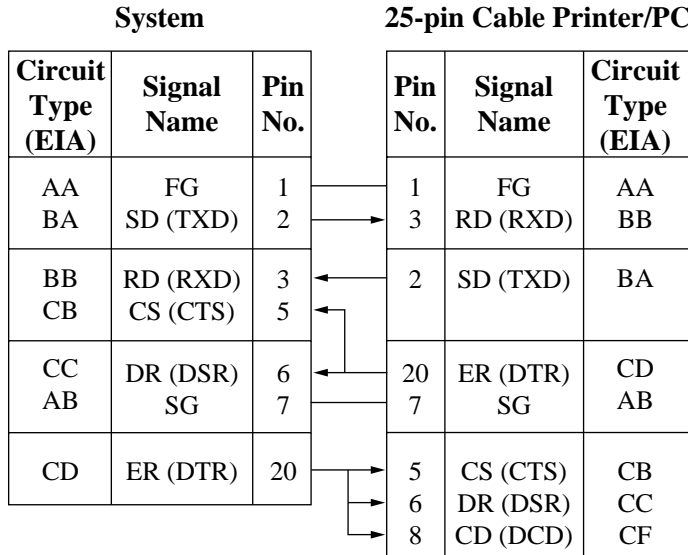 System 25-pin Cable Printer/PC
Circuit Type (EIA) Signal Name Pin No. Pin No. Signal Name Circuit Type (EIA)
AA FG 1 1 FG AA
BA SD (TXD) 2 3 RD (RXD) BB
BB RD (RXD) 3 2 SD (TXD) BA
CB CS (CTS) 5
CC DR (DSR) 6 20 ER (DTR) CD
AB SG 7 7 SG AB
CD ER (DTR) 20 5 CS (CTS) CB
6 DR (DSR) CC
8 CD (DCD) CF